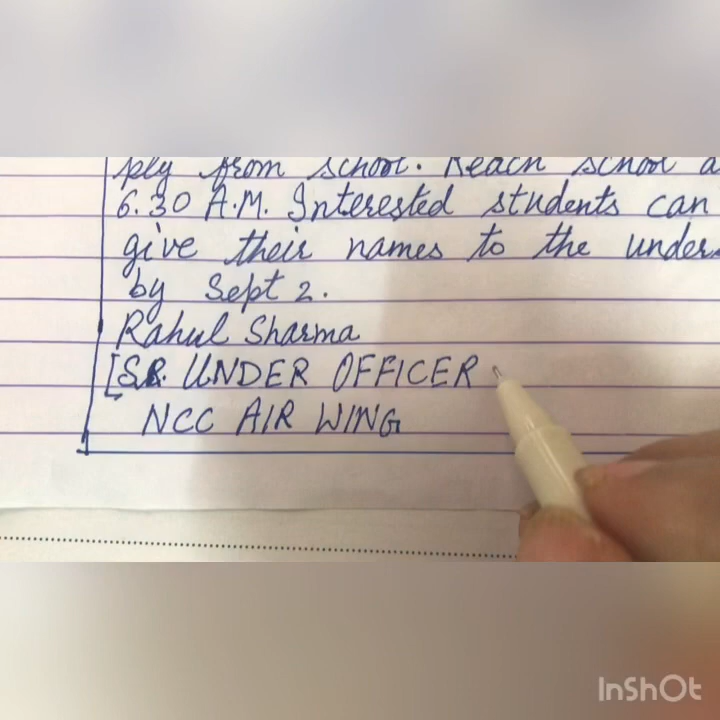 ply from school. Reach school a
6.30 A.M. Interested students can
give their names to the under
by Sept 2.
Rahul Sharma
[SR. UNDER OFFICER
NCC AIR WING
InShOt